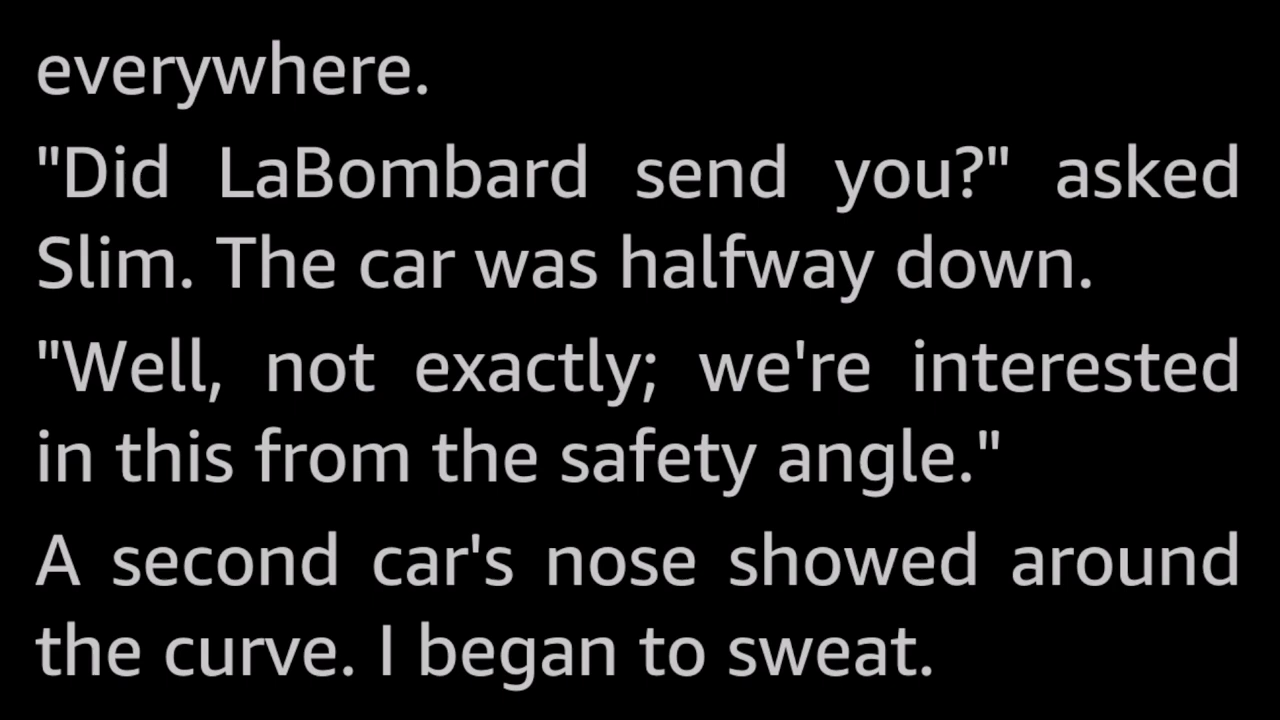 everywhere.
"Did LaBombard send you?" asked
Slim. The car was halfway down.
"Well, not exactly; we're interested
in this from the safety angle."
A second car's nose showed around
the curve. I began to sweat.